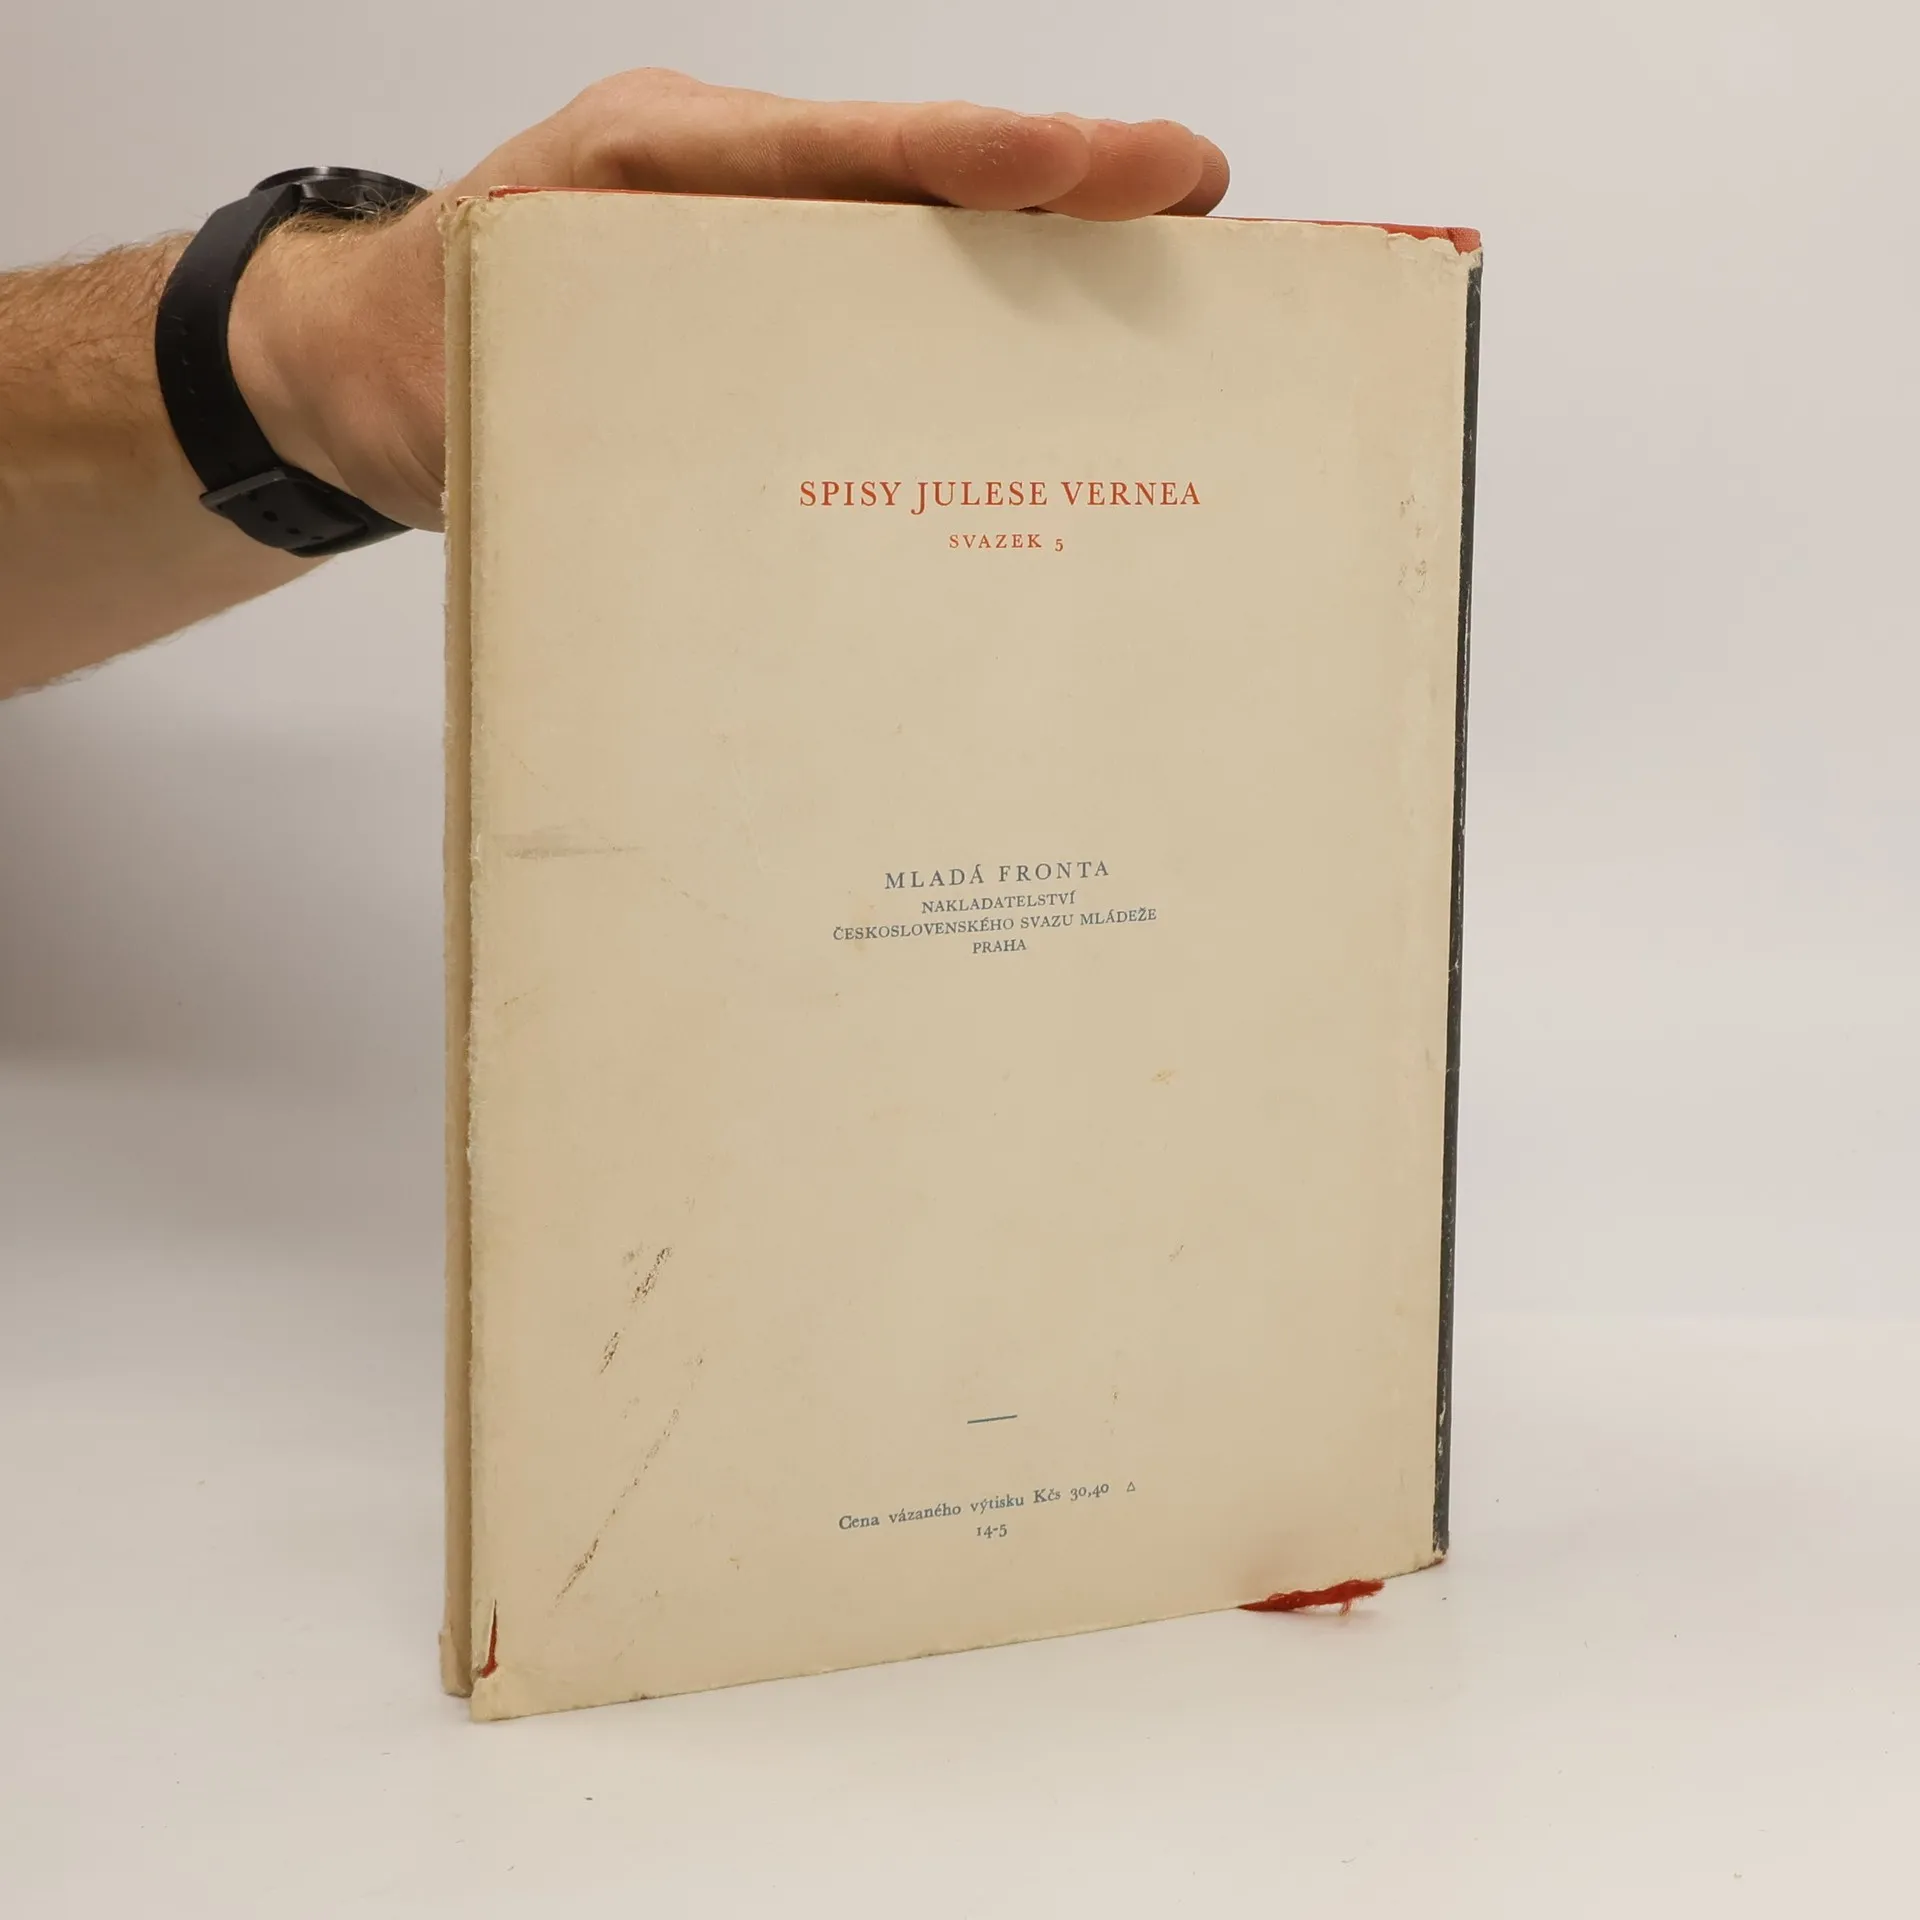 SPISY JULESE VERNEA
SVAZEK 5
MLADÁ FRONTA
NAKLADATELSTVÍ
ČESKOSLOVENSKÉHO SVAZU MLÁDEŽE
PRAHA
Cena vázaného výtisku Kčs 30,40 Δ
14-5